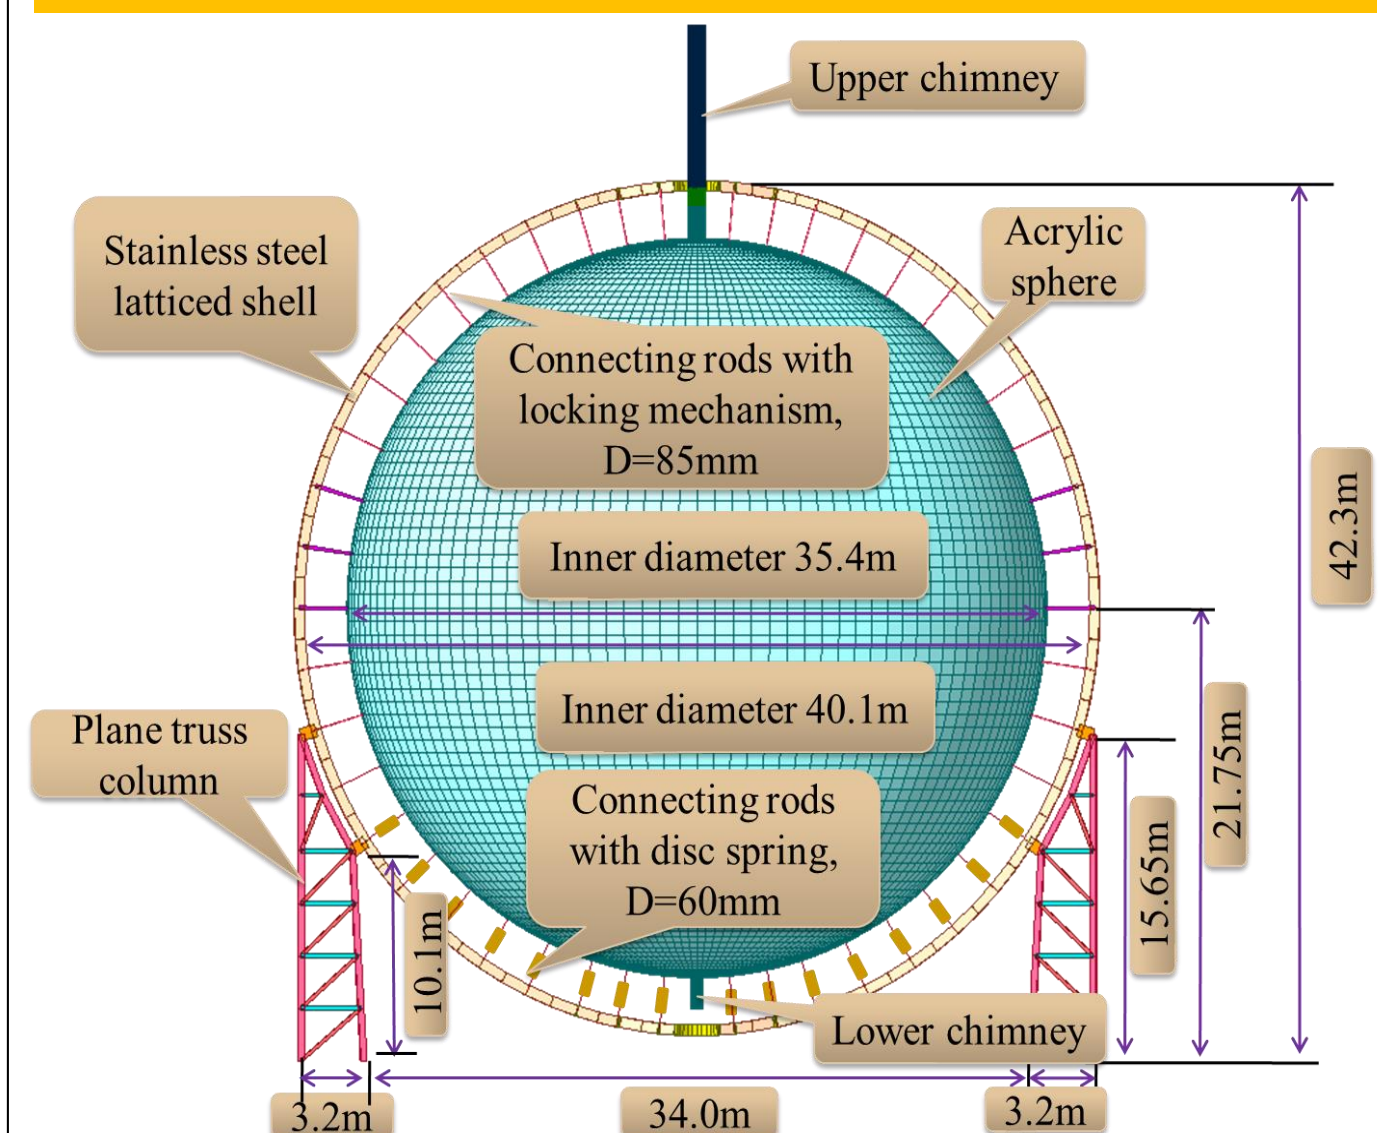 Upper chimney
Stainless steel
latticed shell
Acrylic
sphere
Connecting rods with
locking mechanism,
D=85mm
42.3m
Inner diameter 35.4m
Inner diameter 40.1m
21.75m
Plane truss
column
Connecting rods
with disc spring,
D=60mm
15.65m
10.1m
Lower chimney
3.2m
34.0m
3.2m